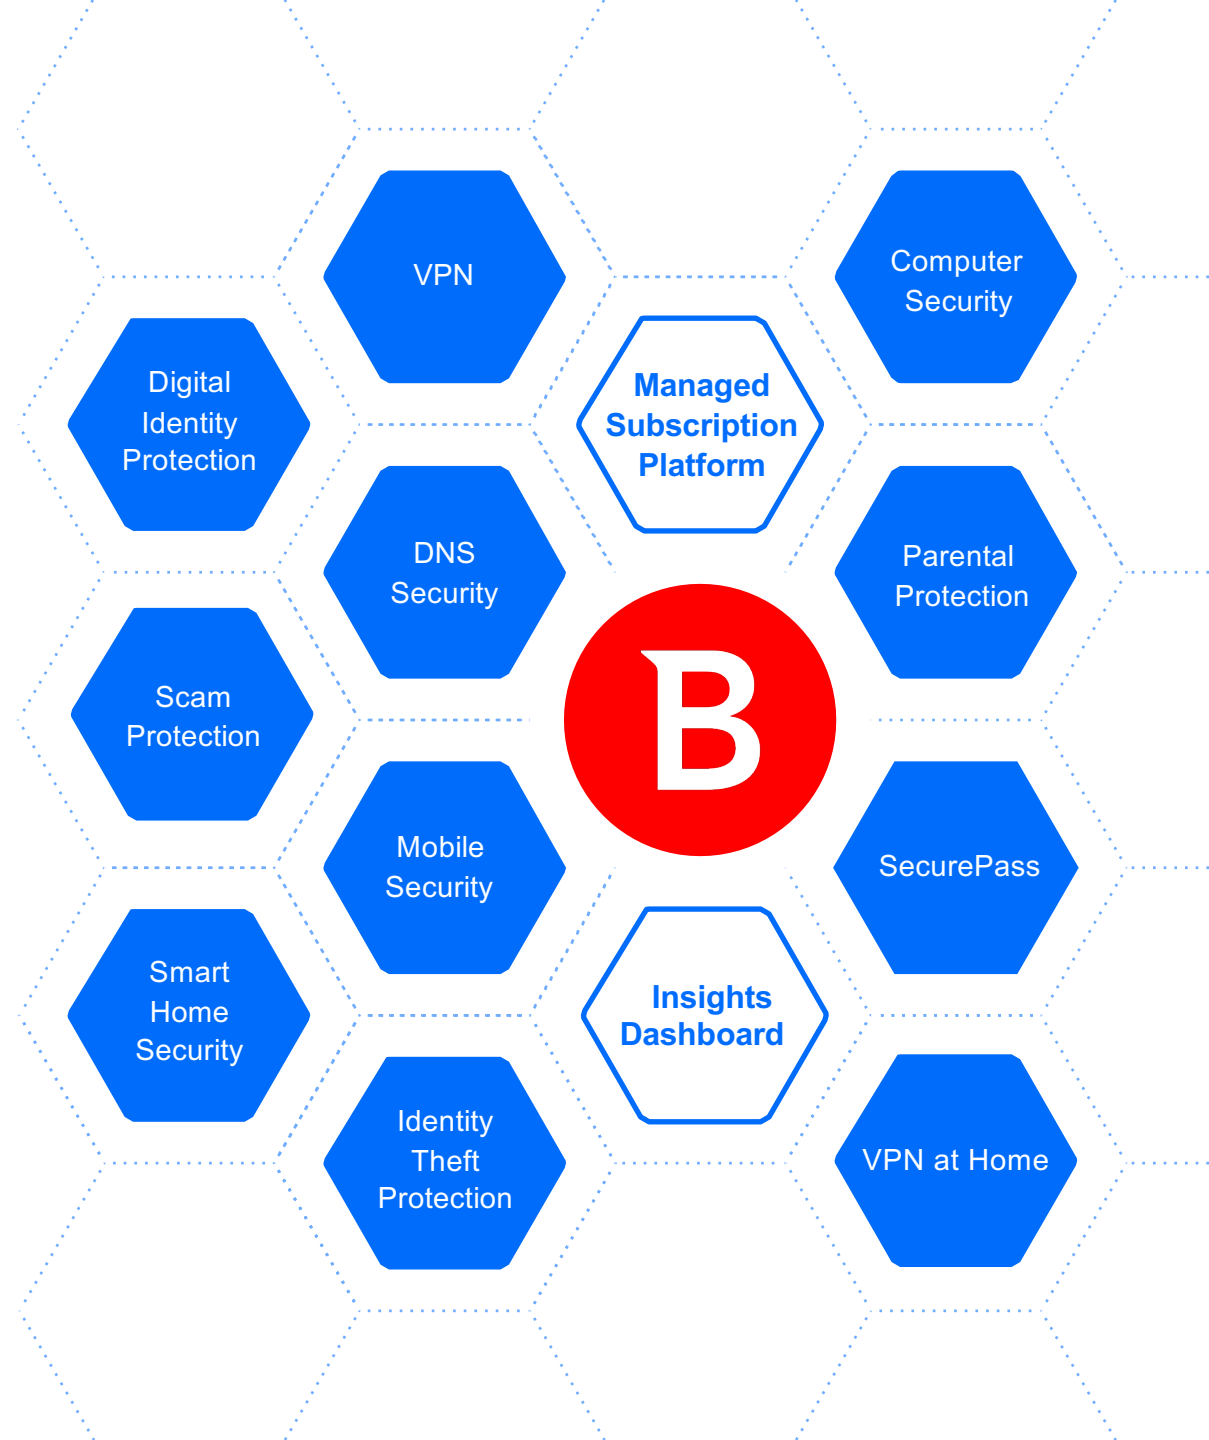 VPN
Computer
Security
Digital
Identity
Protection
Managed
Subscription
Platform
DNS
Security
Parental
Protection
Scam
Protection
B
Mobile
Security
SecurePass
Smart
Home
Security
Insights
Dashboard
Identity
Theft
Protection
VPN at Home